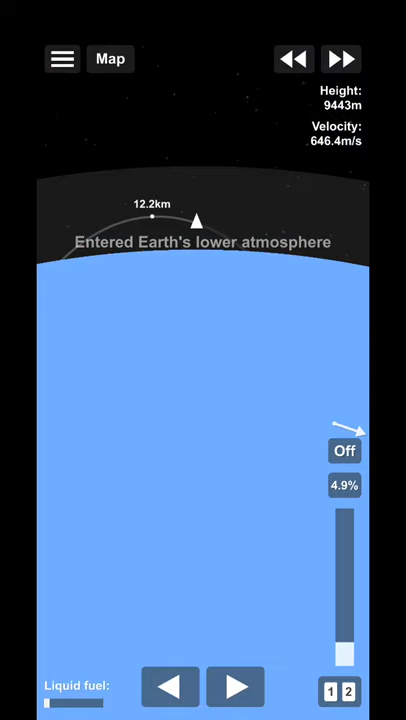 Map
Height:
9443m
Velocity:
646.4m/s
12.2km
Entered Earth's lower atmosphere
Off
4.9%
Liquid fuel:
1 2